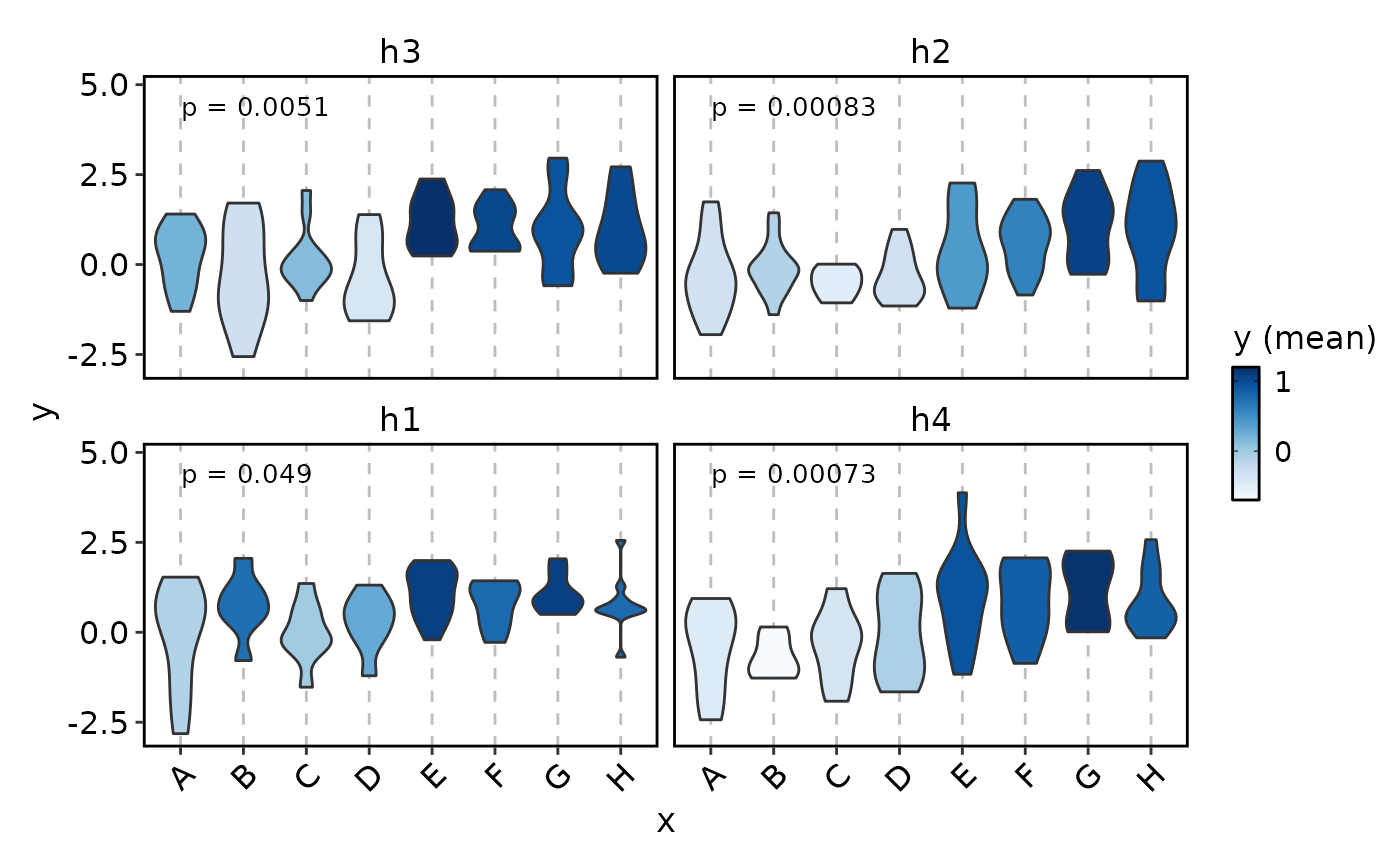 h3
h2
5.0
2.5
0.0
-2.5
p = 0.0051
p = 0.00083
y (mean)
1
0
y
h1
h4
5.0
2.5
0.0
-2.5
p = 0.049
p = 0.00073
A B C D E F G H
A B C D E F G H
x